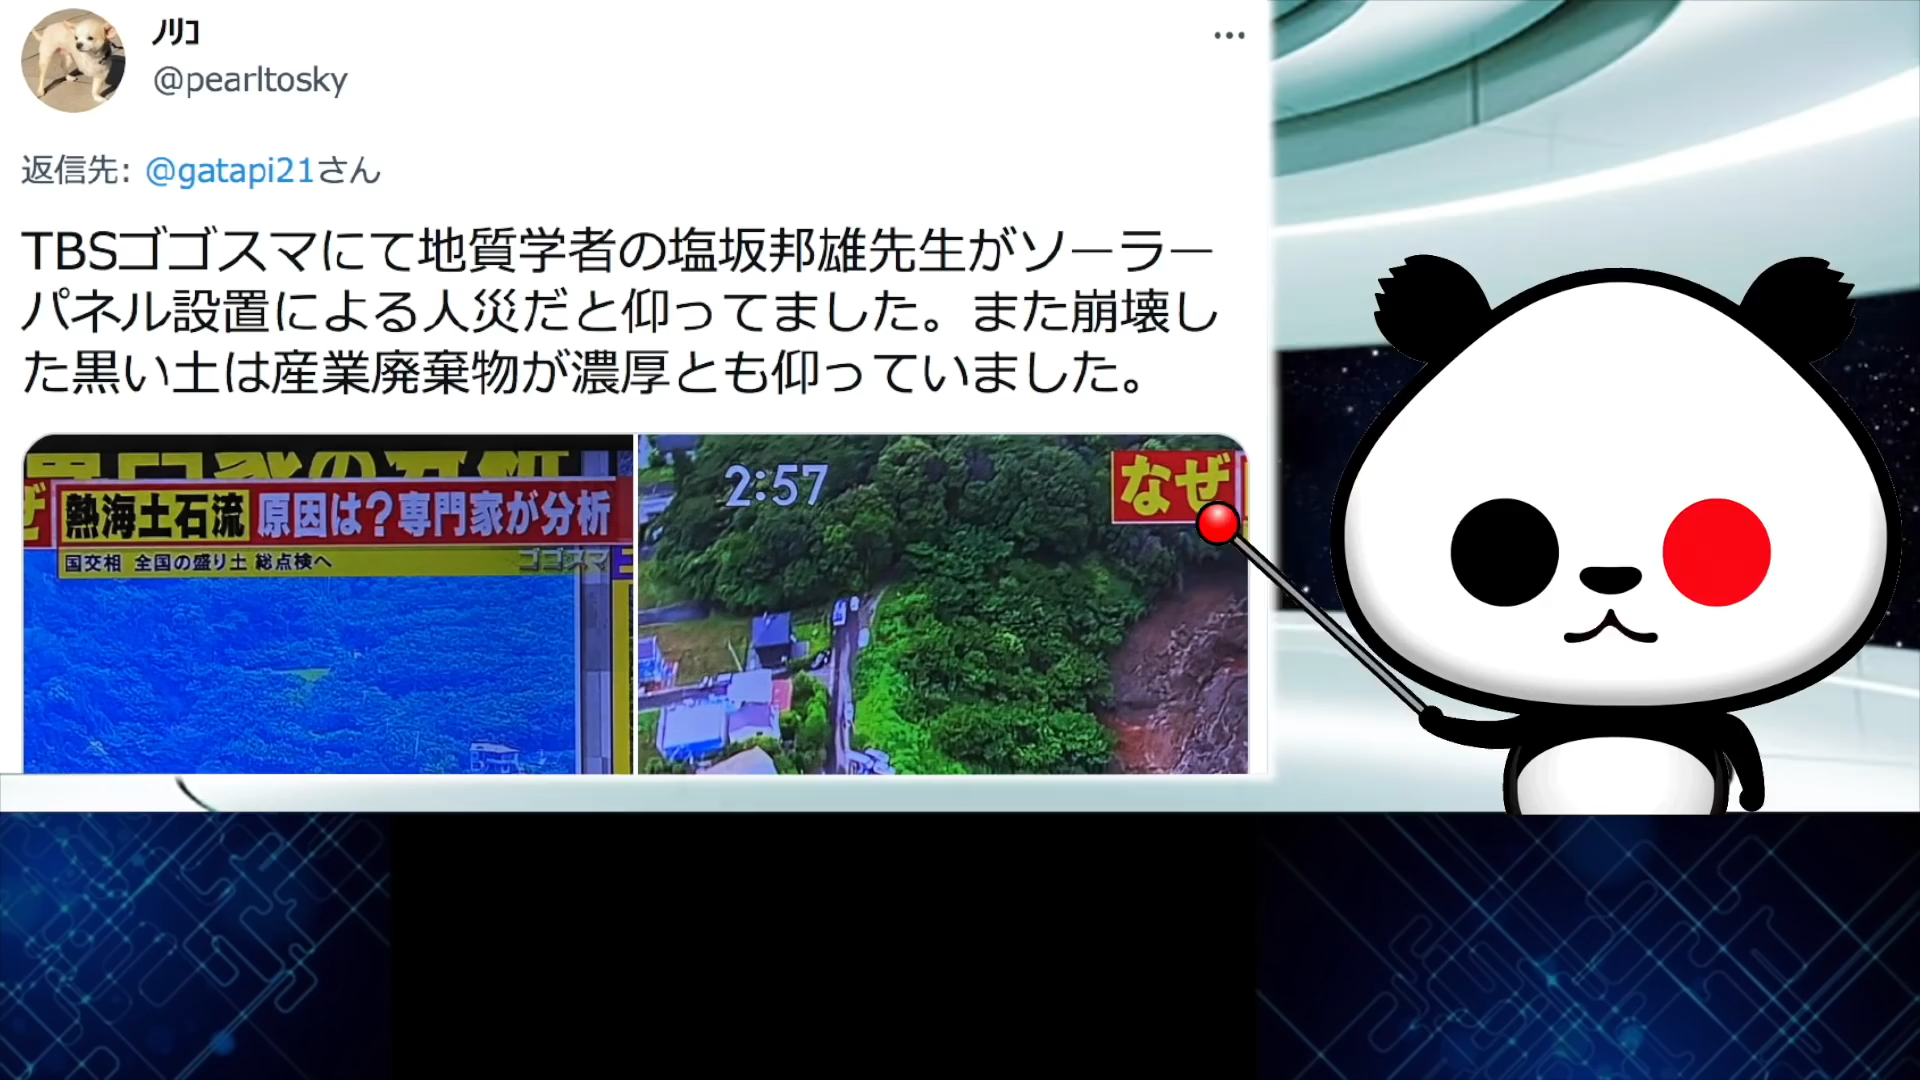 ノリコ
@pearltosky
返信先: @gatapi21さん
TBSゴゴスマにて地質学者の塩坂邦雄先生がソーラー
パネル設置による人災だと仰ってました。また崩壊し
た黒い土は産業廃棄物が濃厚とも仰っていました。
熱海土石流 原因は?専門家が分析
国交相 全国の盛り土 総点検へ
ゴゴスマ
2:57
なぜ